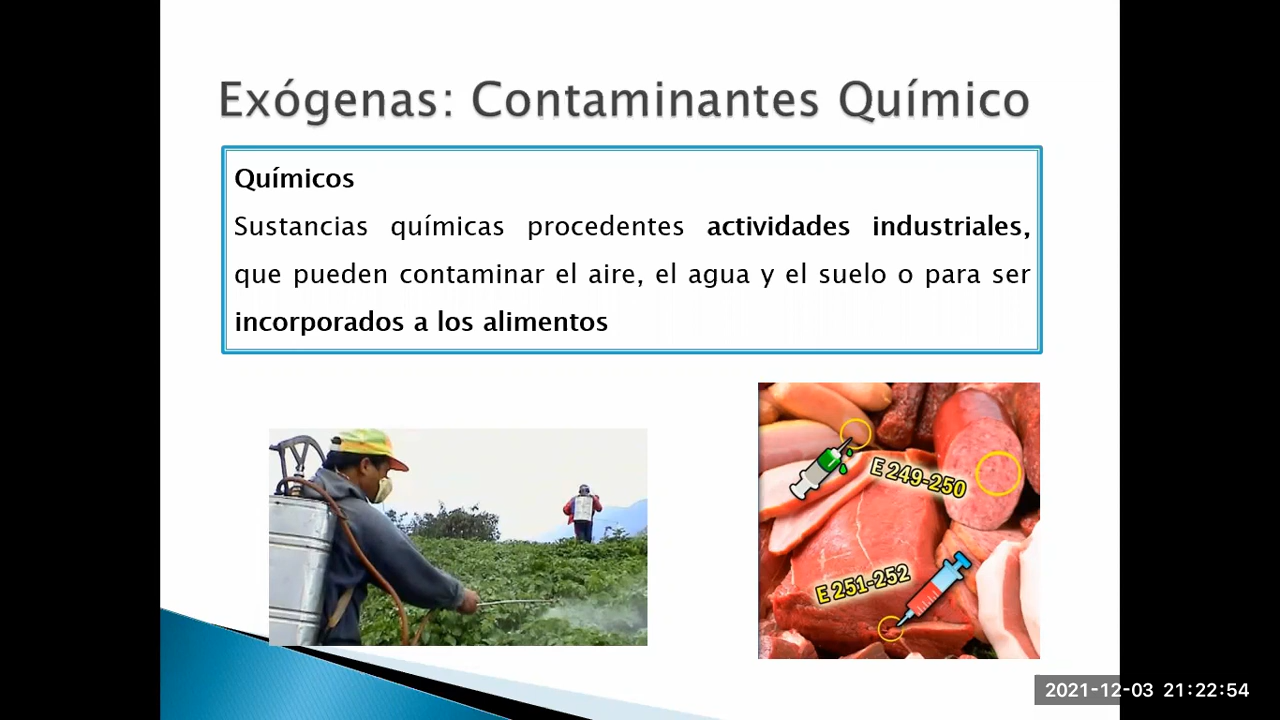 Exógenas: Contaminantes Químico
Químicos
Sustancias químicas procedentes actividades industriales,
que pueden contaminar el aire, el agua y el suelo o para ser
incorporados a los alimentos
E 249-250
E 251-252
2021-12-03 21:22:54